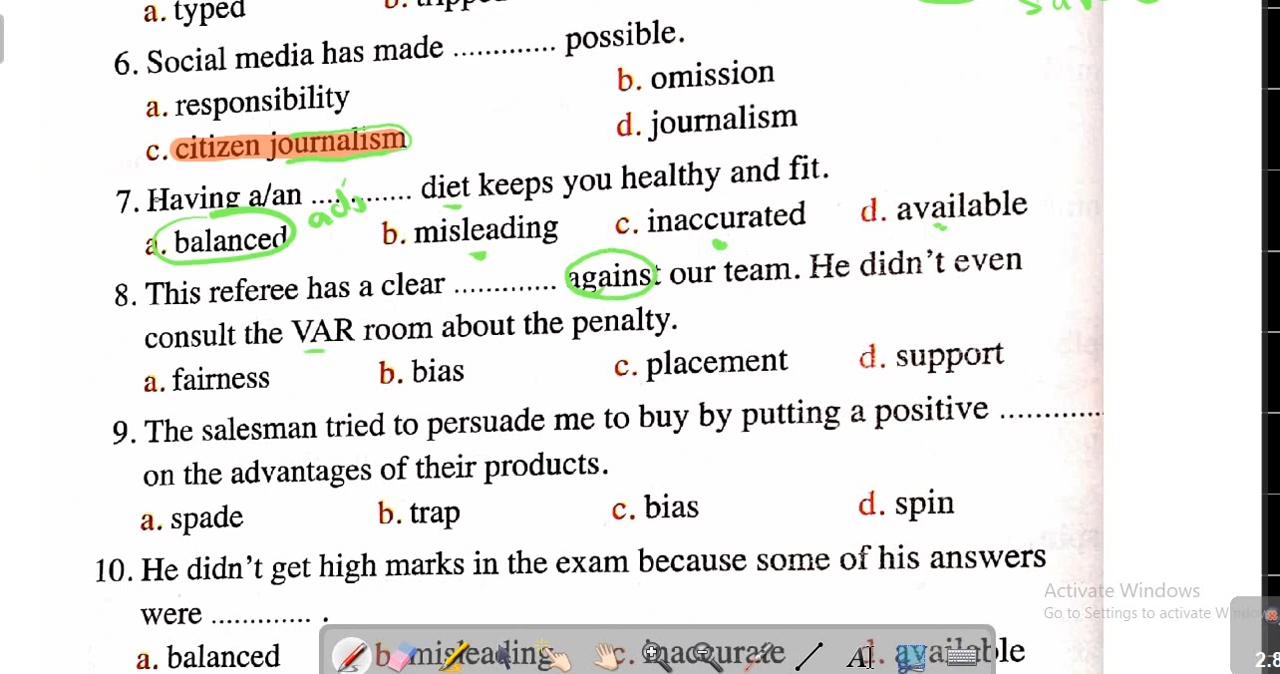 a. typed
6. Social media has made ............. possible.
a. responsibility b. omission
c. citizen journalism d. journalism
7. Having a/an ............. diet keeps you healthy and fit.
adj
a. balanced b. misleading c. inaccurated d. available
8. This referee has a clear ............. against our team. He didn't even
consult the VAR room about the penalty.
a. fairness b. bias c. placement d. support
9. The salesman tried to persuade me to buy by putting a positive .............
on the advantages of their products.
a. spade b. trap c. bias d. spin
10. He didn't get high marks in the exam because some of his answers
were ............. .
a. balanced b. misleading c. inaccurate d. available
Activate Windows
Go to Settings to activate Windows
2.8